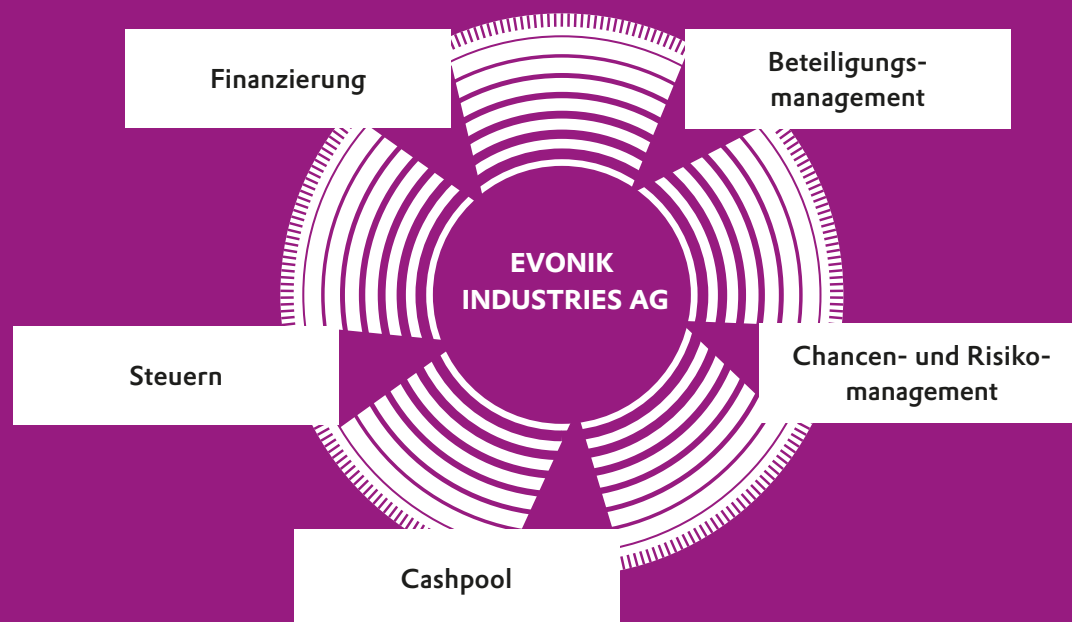 Finanzierung
Beteiligungs-
management
EVONIK
INDUSTRIES AG
Steuern
Chancen- und Risiko-
management
Cashpool